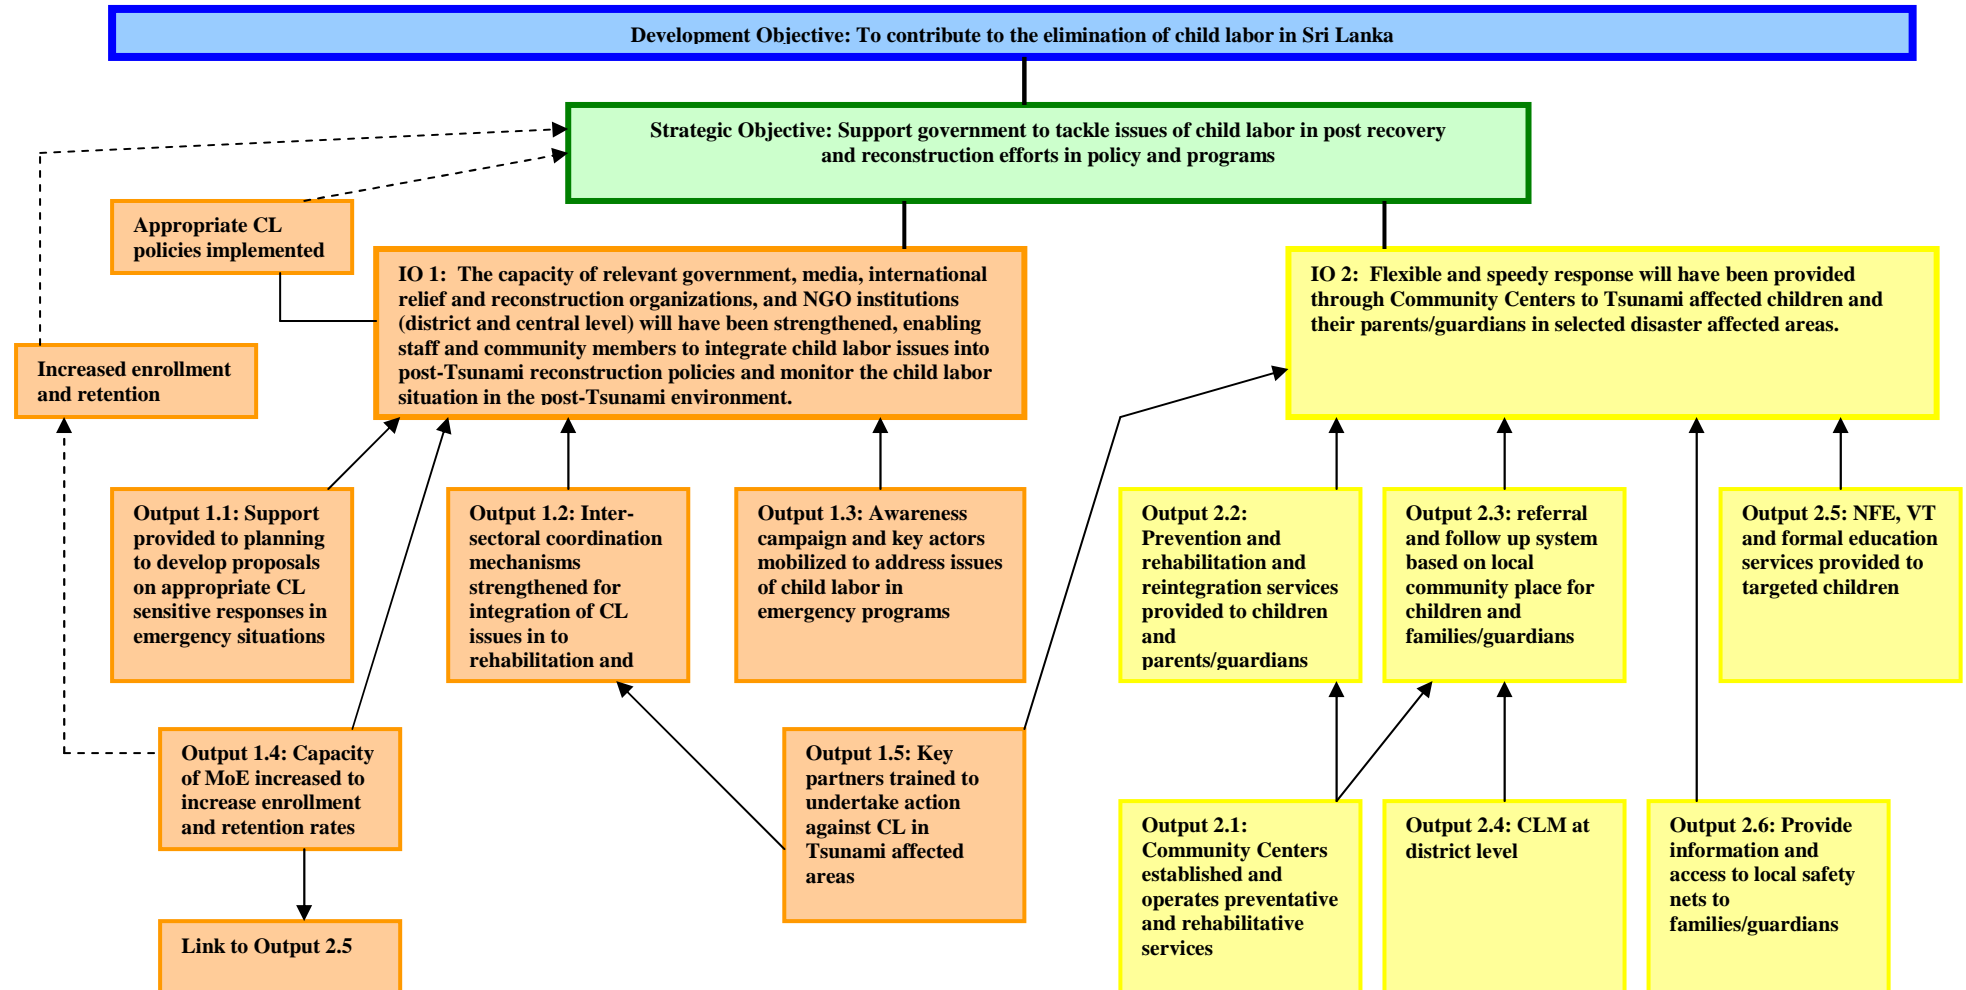 Development Objective: To contribute to the elimination of child labor in Sri Lanka
Strategic Objective: Support government to tackle issues of child labor in post recovery
and reconstruction efforts in policy and programs
Appropriate CL
policies implemented
IO 1:  The capacity of relevant government, media, international
relief and reconstruction organizations, and NGO institutions
(district and central level) will have been strengthened, enabling
staff and community members to integrate child labor issues into
post-Tsunami reconstruction policies and monitor the child labor
situation in the post-Tsunami environment.
IO 2:  Flexible and speedy response will have been provided
through Community Centers to Tsunami affected children and
their parents/guardians in selected disaster affected areas.
Increased enrollment
and retention
Output 1.1: Support
provided to planning
to develop proposals
on appropriate CL
sensitive responses in
emergency situations
Output 1.2: Inter-
sectoral coordination
mechanisms
strengthened for
integration of CL
issues in to
rehabilitation and
Output 1.3: Awareness
campaign and key actors
mobilized to address issues
of child labor in
emergency programs
Output 2.2:
Prevention and
rehabilitation and
reintegration services
provided to children
and
parents/guardians
Output 2.3: referral
and follow up system
based on local
community place for
children and
families/guardians
Output 2.5: NFE, VT
and formal education
services provided to
targeted children
Output 1.4: Capacity
of MoE increased to
increase enrollment
and retention rates
Output 1.5: Key
partners trained to
undertake action
against CL in
Tsunami affected
areas
Output 2.1:
Community Centers
established and
operates preventative
and rehabilitative
services
Output 2.4: CLM at
district level
Output 2.6: Provide
information and
access to local safety
nets to
families/guardians
Link to Output 2.5